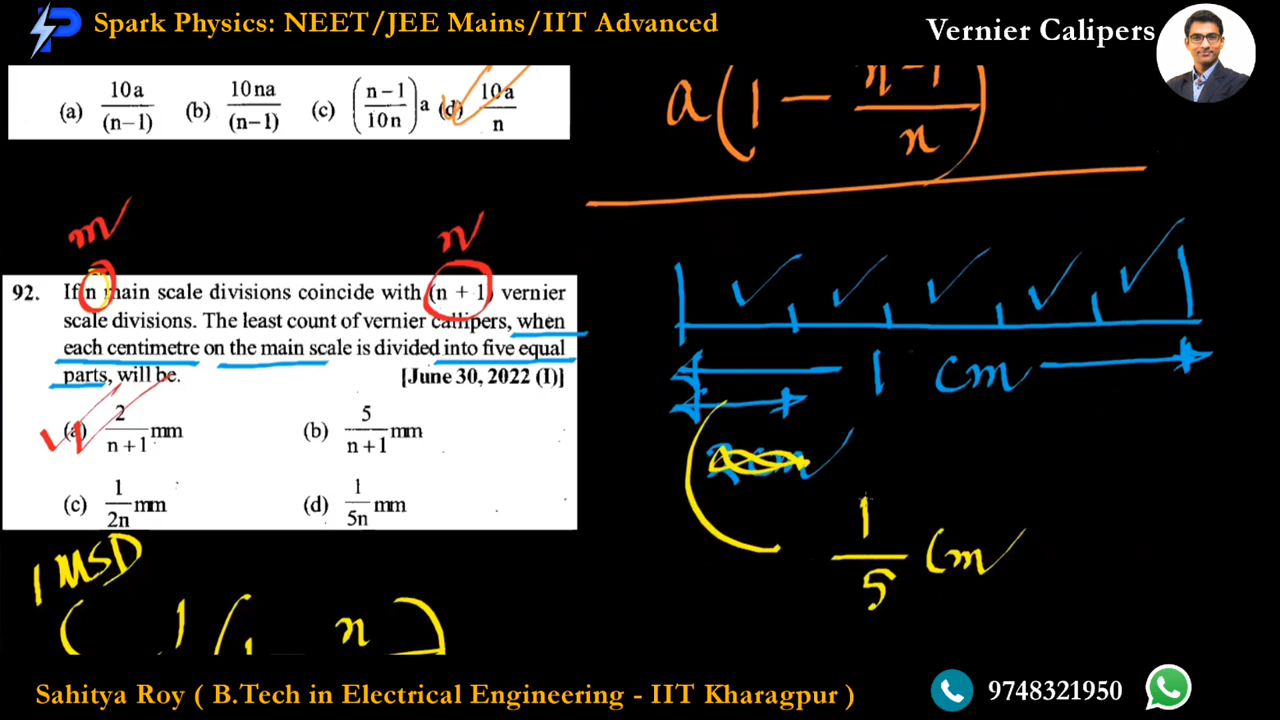 Spark Physics: NEET/JEE Mains/IIT Advanced
Vernier Calipers
(a) 10a/(n−1) (b) 10na/(n−1) (c) (n−1/10n) a (d) 10a/n
a(1 − n−1/n)
m
n
92. If n main scale divisions coincide with (n + 1) vernier
scale divisions. The least count of vernier callipers, when
each centimetre on the main scale is divided into five equal
parts, will be. [June 30, 2022 (I)]
(a) 2/n+1 mm (b) 5/n+1 mm
(c) 1/2n mm (d) 1/5n mm
1 cm
1/5 cm
1 MSD
( 1 ( 1 n )
Sahitya Roy ( B.Tech in Electrical Engineering - IIT Kharagpur )
9748321950